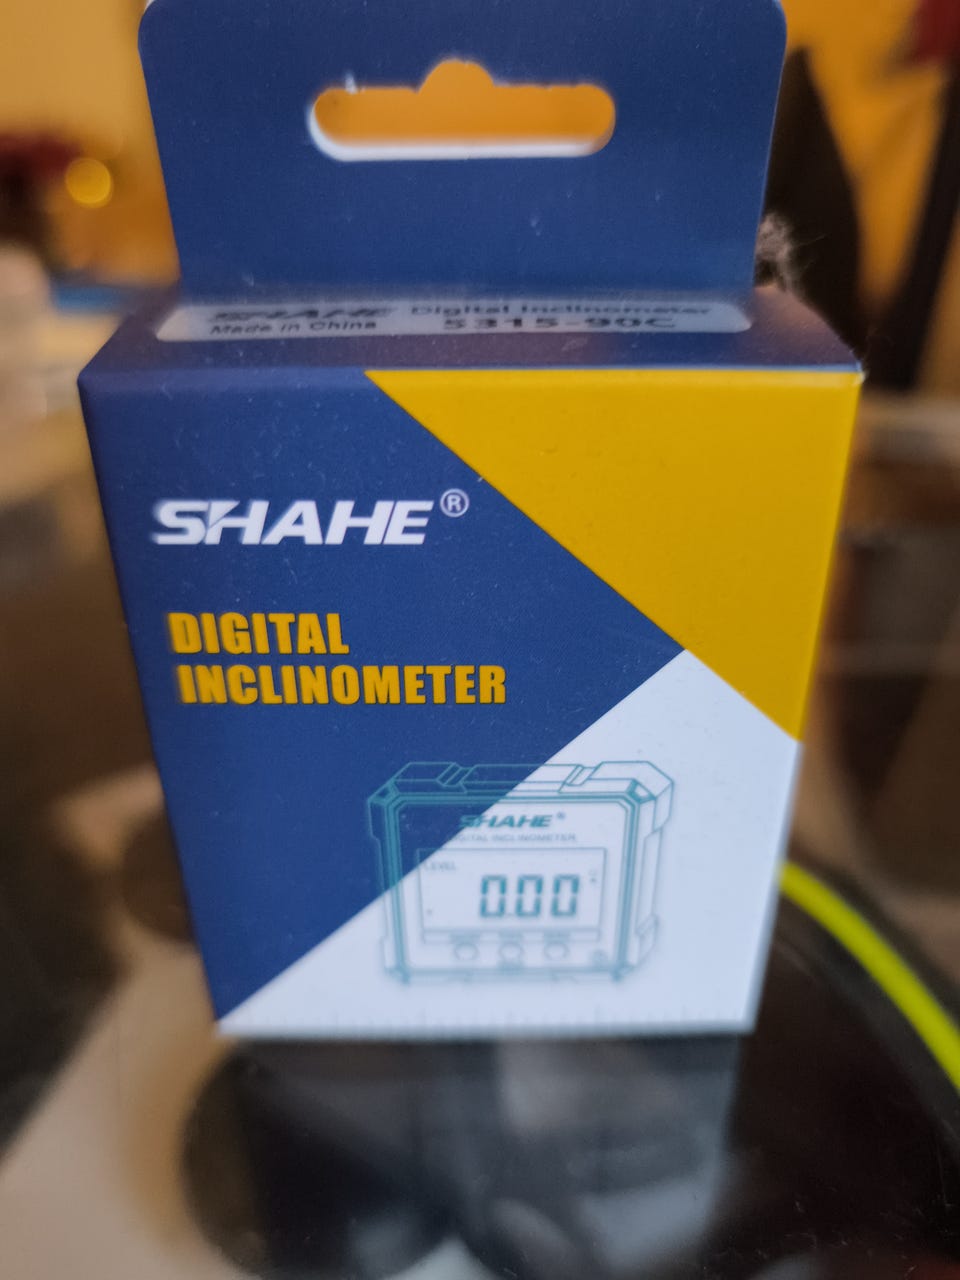 SHAHE Digital Inclinometer
Made in China 5315-90C
SHAHE®
DIGITAL
INCLINOMETER
SHAHE®
DIGITAL INCLINOMETER
LEVEL
0.00